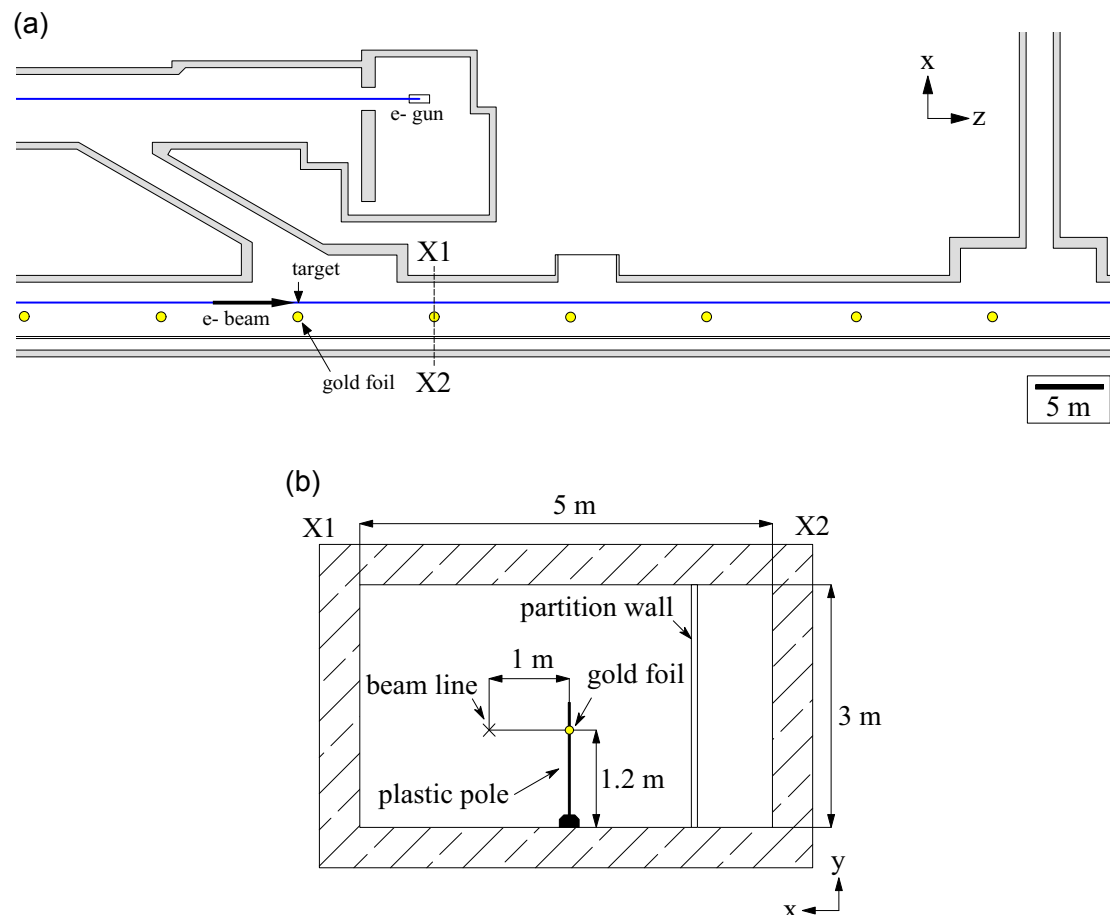 (a)
e- gun
x
z
X1
target
e- beam
gold foil
X2
5 m
(b)
5 m
X1
X2
partition wall
1 m
gold foil
beam line
3 m
1.2 m
plastic pole
y
x